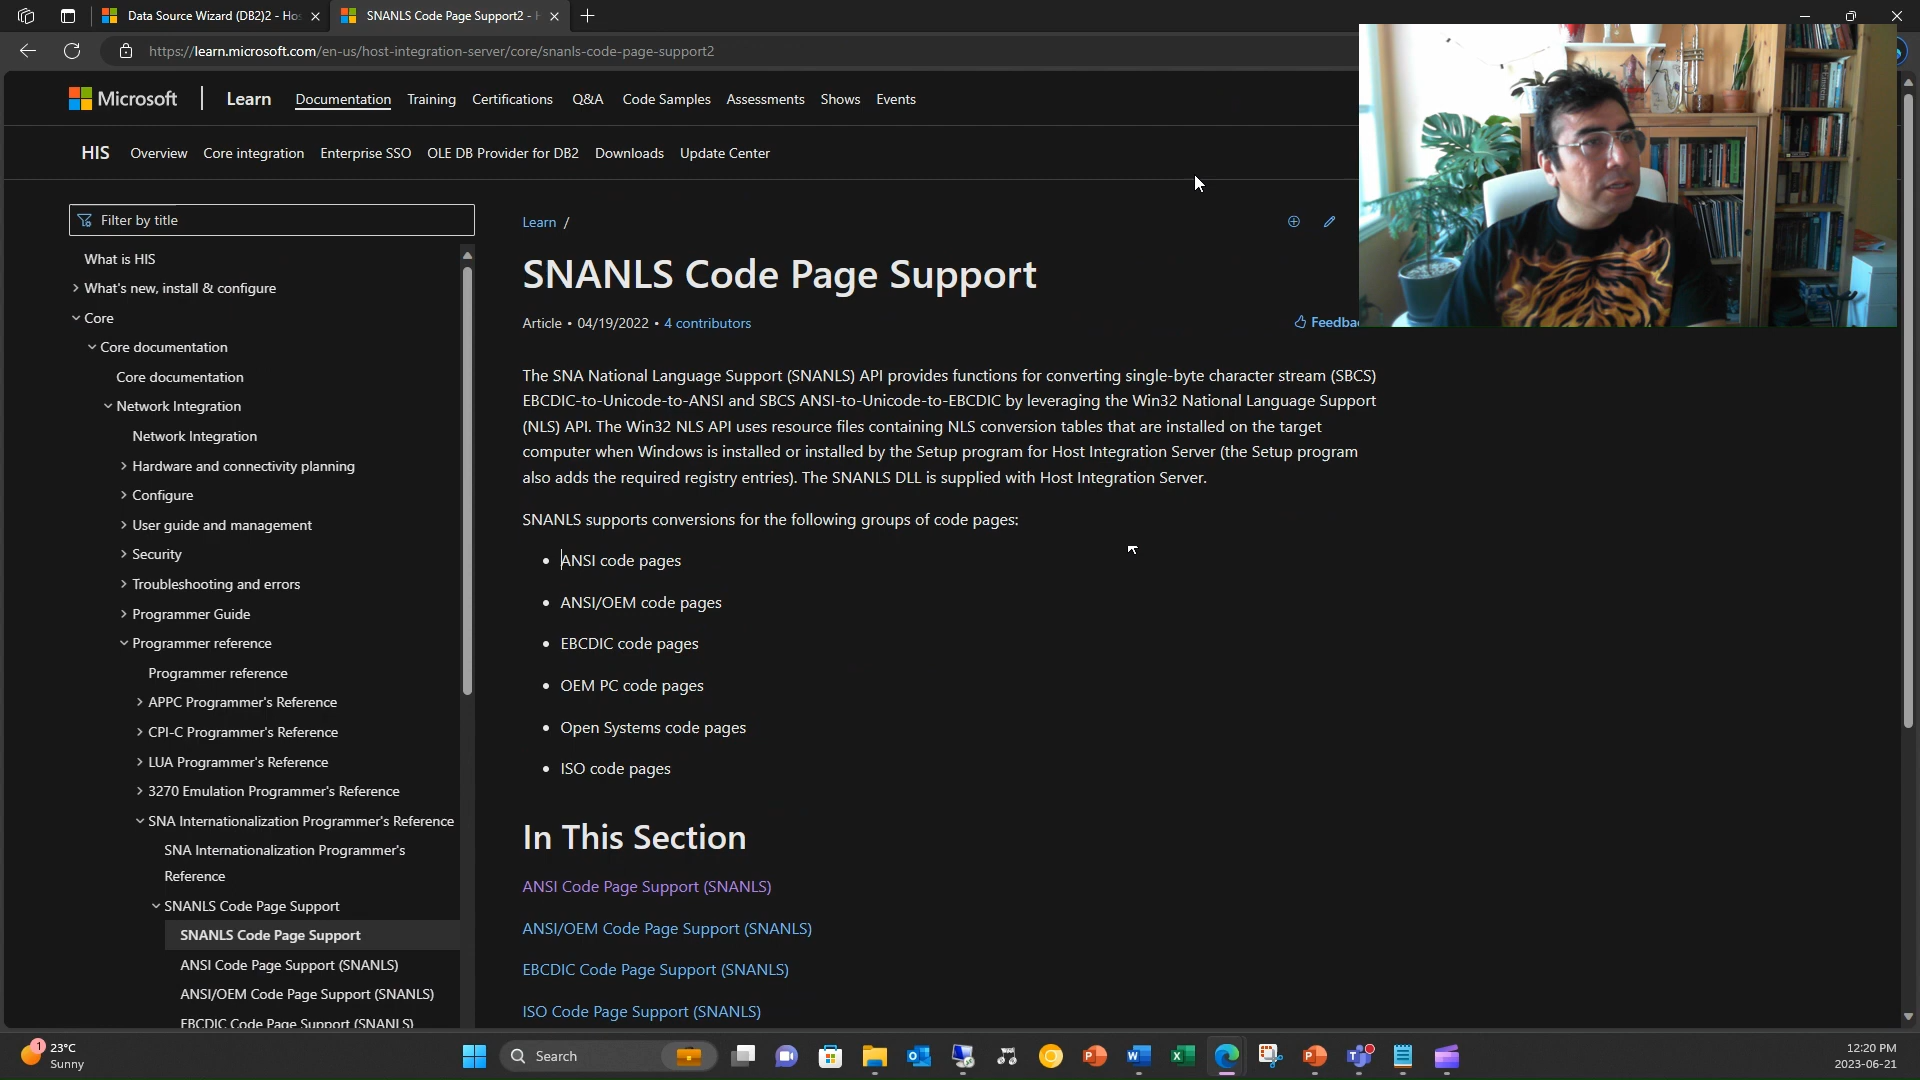 Data Source Wizard (DB2)2 - Ho
SNANLS Code Page Support2 - H
https://learn.microsoft.com/en-us/host-integration-server/core/snanls-code-page-support2
Microsoft
Learn
Documentation
Training
Certifications
Q&A
Code Samples
Assessments
Shows
Events
HIS
Overview
Core integration
Enterprise SSO
OLE DB Provider for DB2
Downloads
Update Center
Filter by title
What is HIS
What's new, install & configure
Core
Core documentation
Core documentation
Network Integration
Network Integration
Hardware and connectivity planning
Configure
User guide and management
Security
Troubleshooting and errors
Programmer Guide
Programmer reference
Programmer reference
APPC Programmer's Reference
CPI-C Programmer's Reference
LUA Programmer's Reference
3270 Emulation Programmer's Reference
SNA Internationalization Programmer's Reference
SNA Internationalization Programmer's
Reference
SNANLS Code Page Support
SNANLS Code Page Support
ANSI Code Page Support (SNANLS)
ANSI/OEM Code Page Support (SNANLS)
EBCDIC Code Page Support (SNANLS)
Learn /
SNANLS Code Page Support
Article • 04/19/2022 • 4 contributors
Feedba
The SNA National Language Support (SNANLS) API provides functions for converting single-byte character stream (SBCS)
EBCDIC-to-Unicode-to-ANSI and SBCS ANSI-to-Unicode-to-EBCDIC by leveraging the Win32 National Language Support
(NLS) API. The Win32 NLS API uses resource files containing NLS conversion tables that are installed on the target
computer when Windows is installed or installed by the Setup program for Host Integration Server (the Setup program
also adds the required registry entries). The SNANLS DLL is supplied with Host Integration Server.
SNANLS supports conversions for the following groups of code pages:
• ANSI code pages
• ANSI/OEM code pages
• EBCDIC code pages
• OEM PC code pages
• Open Systems code pages
• ISO code pages
In This Section
ANSI Code Page Support (SNANLS)
ANSI/OEM Code Page Support (SNANLS)
EBCDIC Code Page Support (SNANLS)
ISO Code Page Support (SNANLS)
1
23°C
Sunny
Search
12:20 PM
2023-06-21